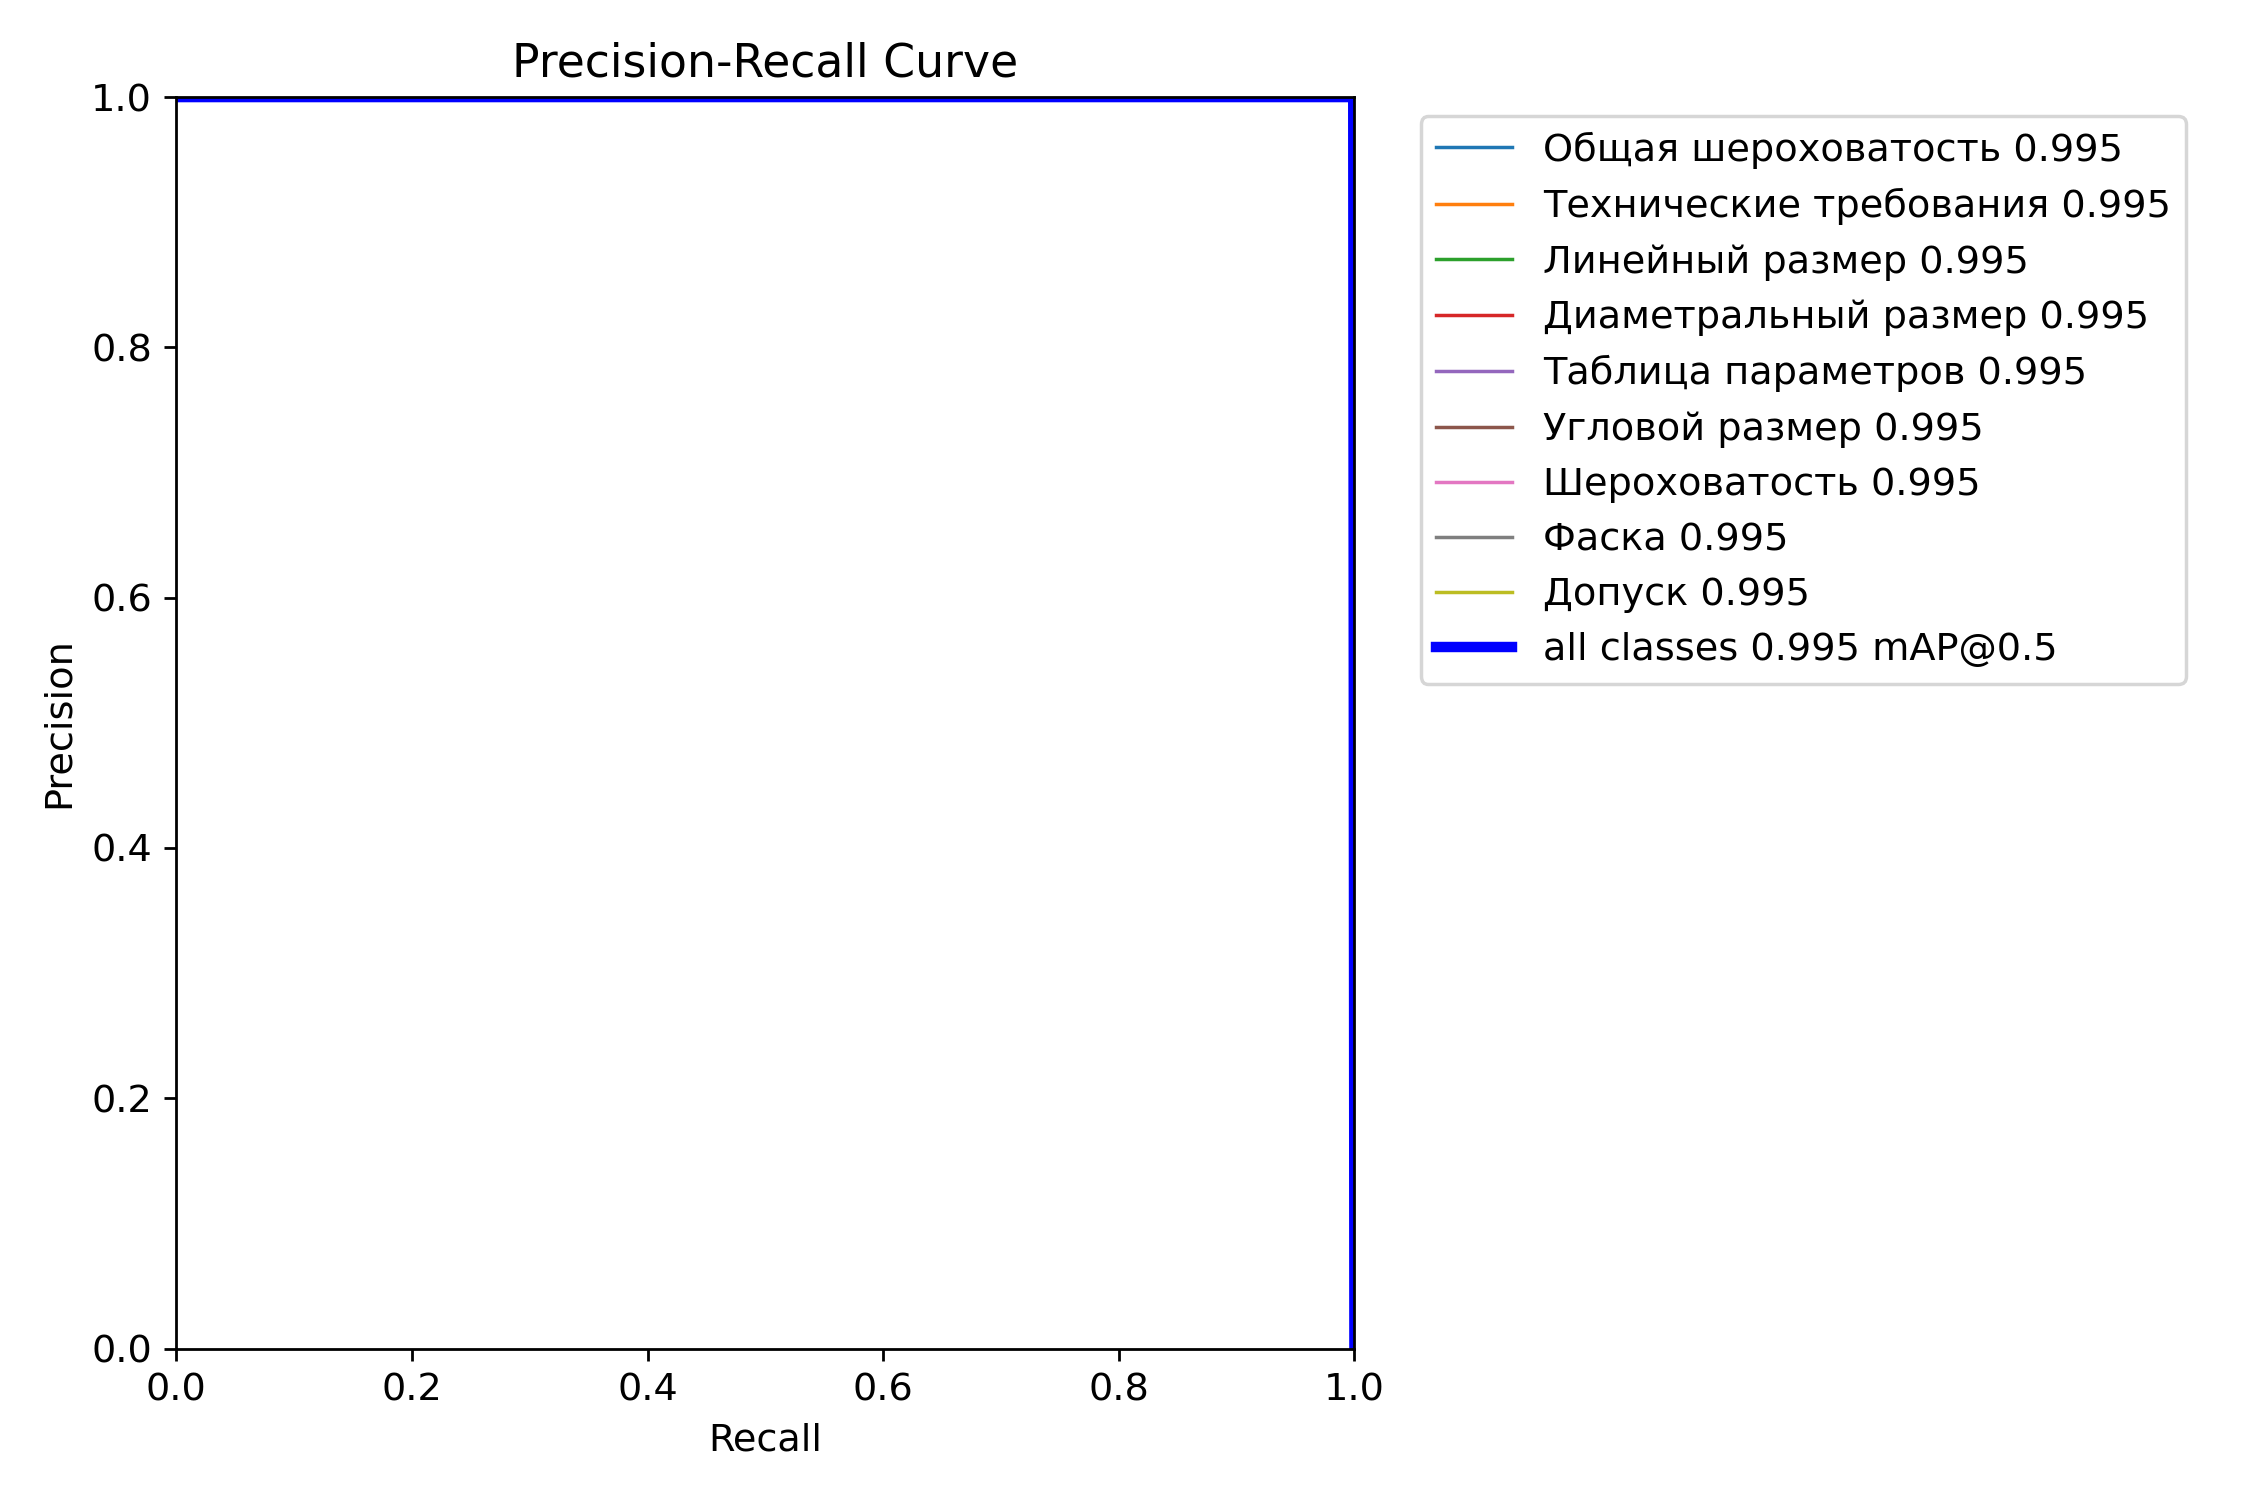 Precision-Recall Curve
1.0
0.8
0.6
0.4
0.2
0.0
Precision
0.0 0.2 0.4 0.6 0.8 1.0
Recall
Общая шероховатость 0.995
Технические требования 0.995
Линейный размер 0.995
Диаметральный размер 0.995
Таблица параметров 0.995
Угловой размер 0.995
Шероховатость 0.995
Фаска 0.995
Допуск 0.995
all classes 0.995 mAP@0.5